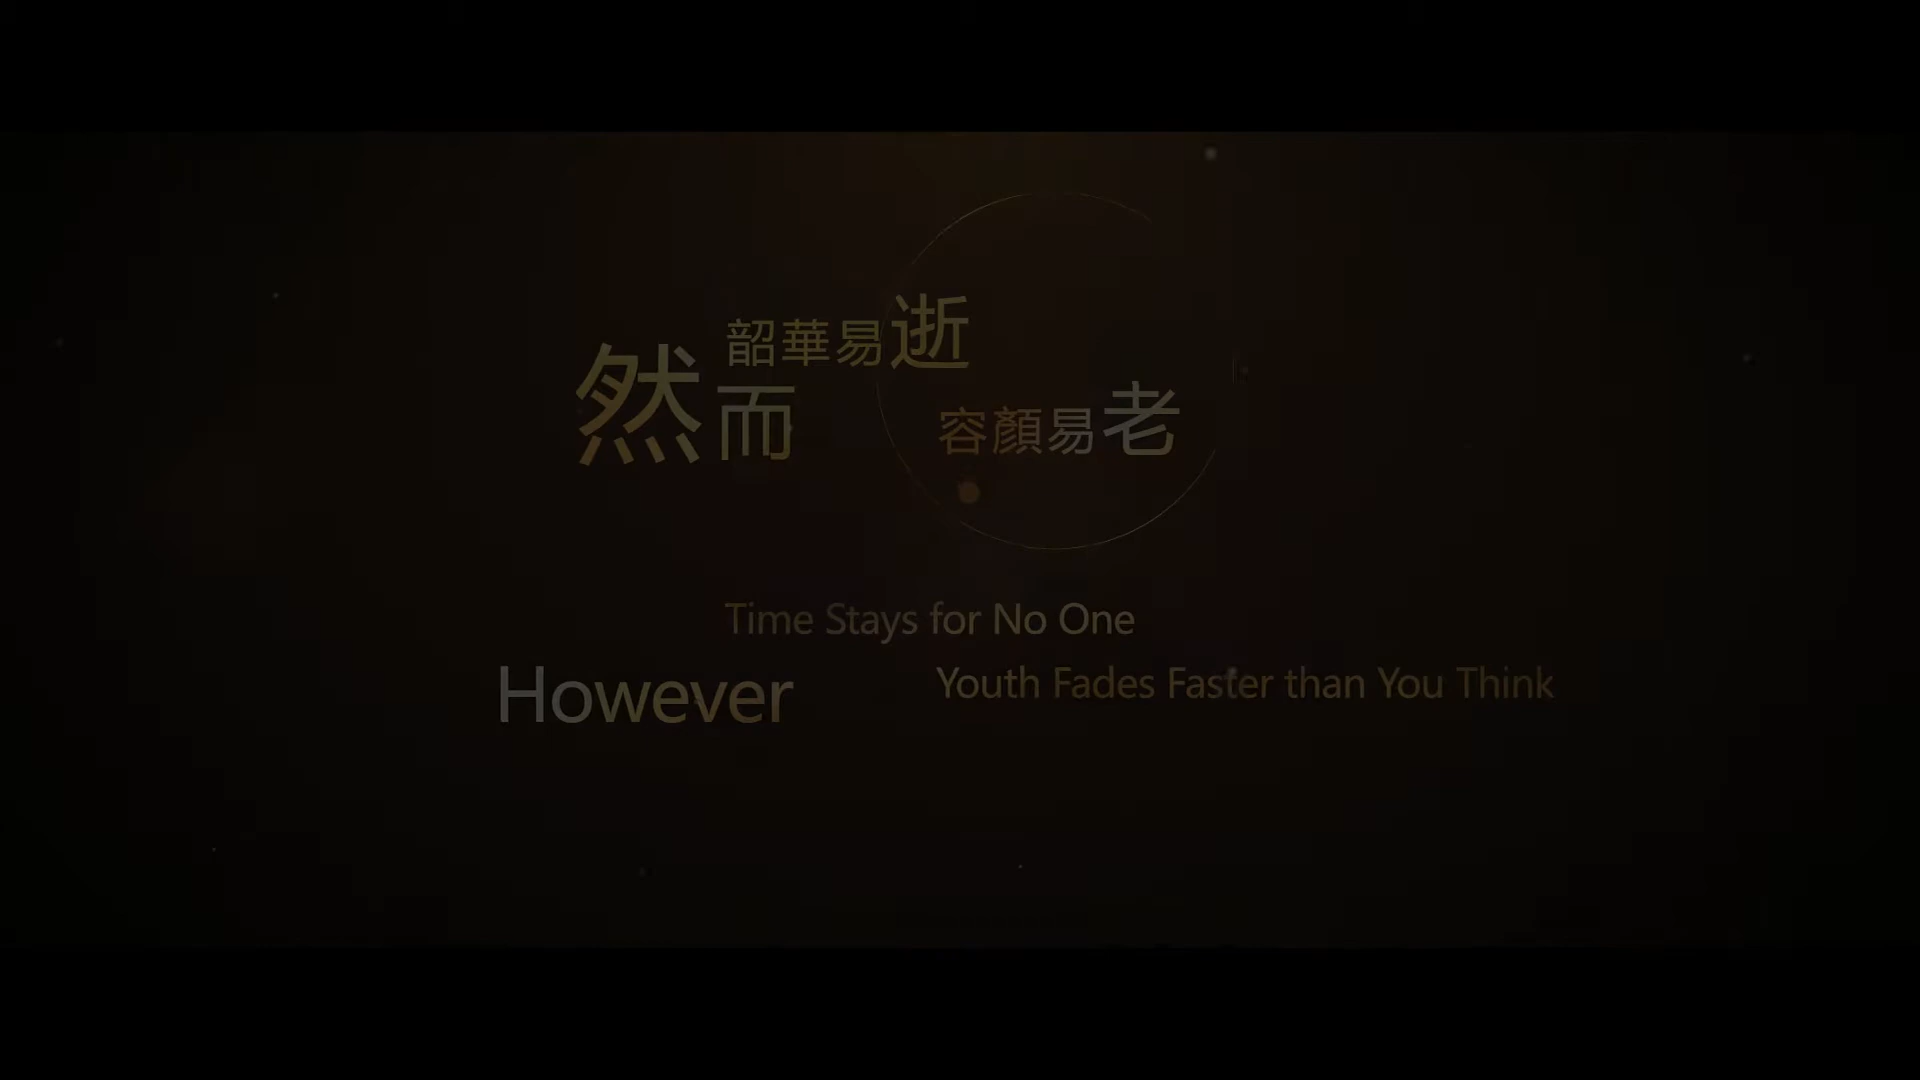 然而
韶華易逝
容顏易老
Time Stays for No One
However
Youth Fades Faster than You Think